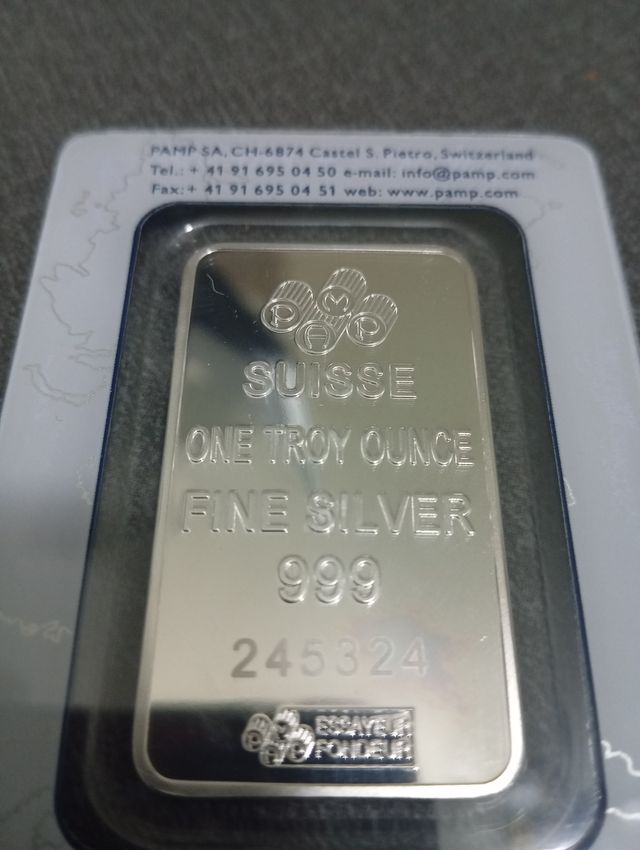 PAMP SA, CH-6874 Castel S. Pietro, Switzerland
Tel.: + 41 91 695 04 50 e-mail: info@pamp.com
Fax:+ 41 91 695 04 51 web: www.pamp.com
PAMP
SUISSE
ONE TROY OUNCE
FINE SILVER
999
245324
PAMP
ESSAYEUR
FONDEUR